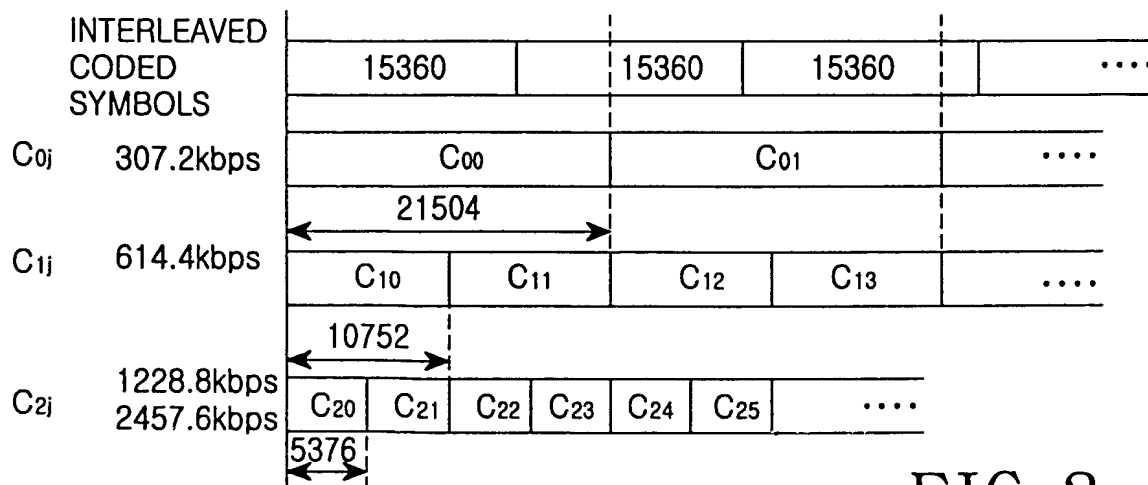 INTERLEAVED
CODED
SYMBOLS
15360 15360 15360 ....
C0j 307.2kbps C00 C01 ....
21504
C1j 614.4kbps C10 C11 C12 C13 ....
10752
C2j 1228.8kbps
2457.6kbps C20 C21 C22 C23 C24 C25 ....
5376